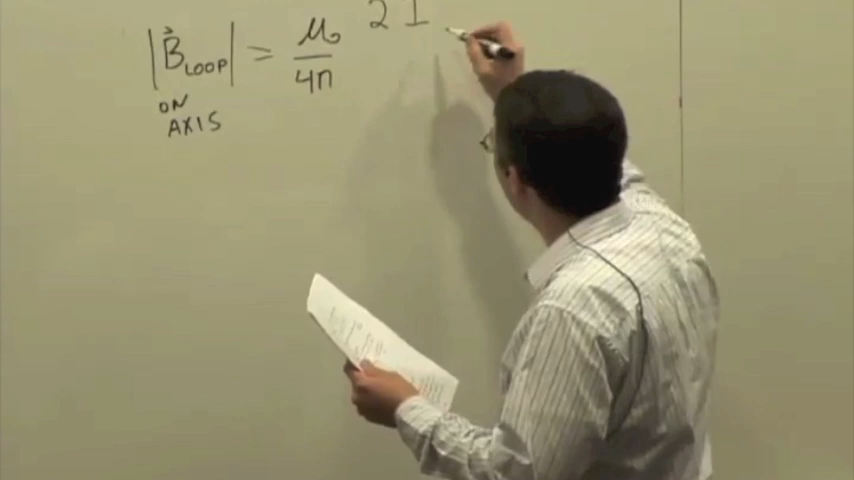 |B⃗LOOP| = μ₀/4π 2 I
ON
AXIS